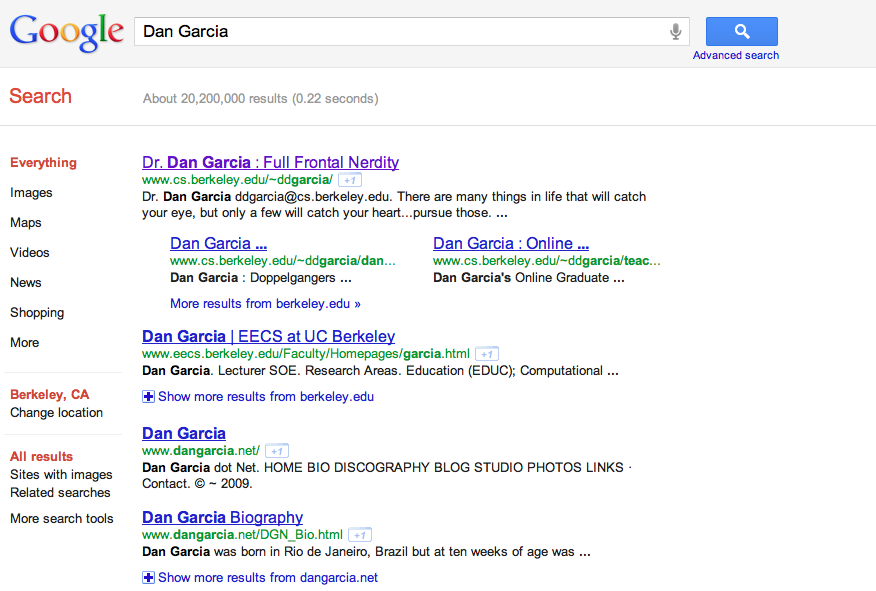 Google
Dan Garcia
Advanced search
Search
About 20,200,000 results (0.22 seconds)
Everything
Images
Maps
Videos
News
Shopping
More
Berkeley, CA
Change location
All results
Sites with images
Related searches
More search tools
Dr. Dan Garcia : Full Frontal Nerdity
www.cs.berkeley.edu/~ddgarcia/ +1
Dr. Dan Garcia ddgarcia@cs.berkeley.edu. There are many things in life that will catch
your eye, but only a few will catch your heart...pursue those. ...
Dan Garcia ...
www.cs.berkeley.edu/~ddgarcia/dan...
Dan Garcia : Doppelgangers ...
Dan Garcia : Online ...
www.cs.berkeley.edu/~ddgarcia/teac...
Dan Garcia's Online Graduate ...
More results from berkeley.edu »
Dan Garcia | EECS at UC Berkeley
www.eecs.berkeley.edu/Faculty/Homepages/garcia.html +1
Dan Garcia. Lecturer SOE. Research Areas. Education (EDUC); Computational ...
Show more results from berkeley.edu
Dan Garcia
www.dangarcia.net/ +1
Dan Garcia dot Net. HOME BIO DISCOGRAPHY BLOG STUDIO PHOTOS LINKS ·
Contact. © ~ 2009.
Dan Garcia Biography
www.dangarcia.net/DGN_Bio.html +1
Dan Garcia was born in Rio de Janeiro, Brazil but at ten weeks of age was ...
Show more results from dangarcia.net